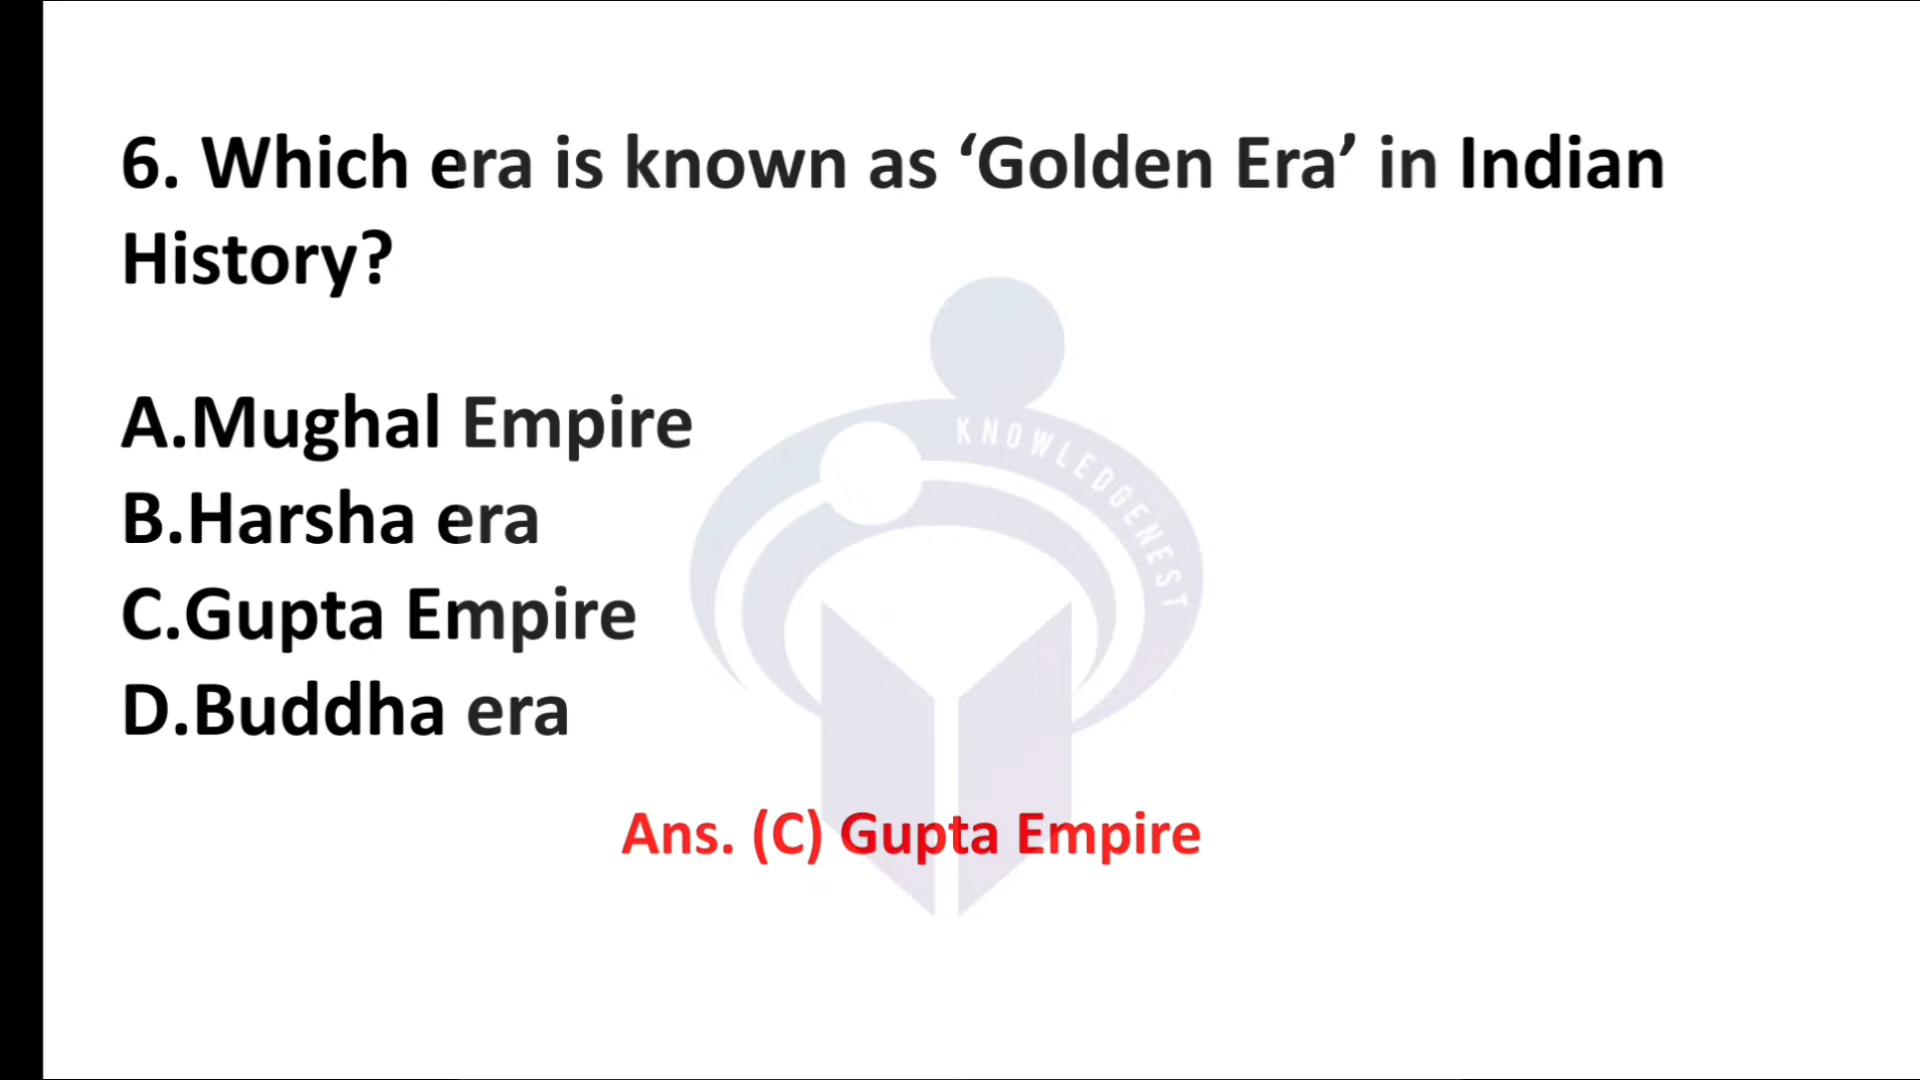 6. Which era is known as ‘Golden Era’ in Indian
History?
A.Mughal Empire
B.Harsha era
C.Gupta Empire
D.Buddha era
KNOWLEDGENEST
Ans. (C) Gupta Empire